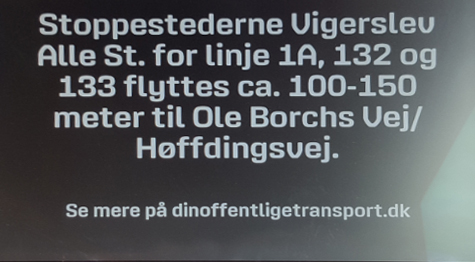 Stoppestederne Vigerslev
Alle St. for linje 1A, 132 og
133 flyttes ca. 100-150
meter til Ole Borchs Vej/
Høffdingsvej.
Se mere på dinoffentligetransport.dk